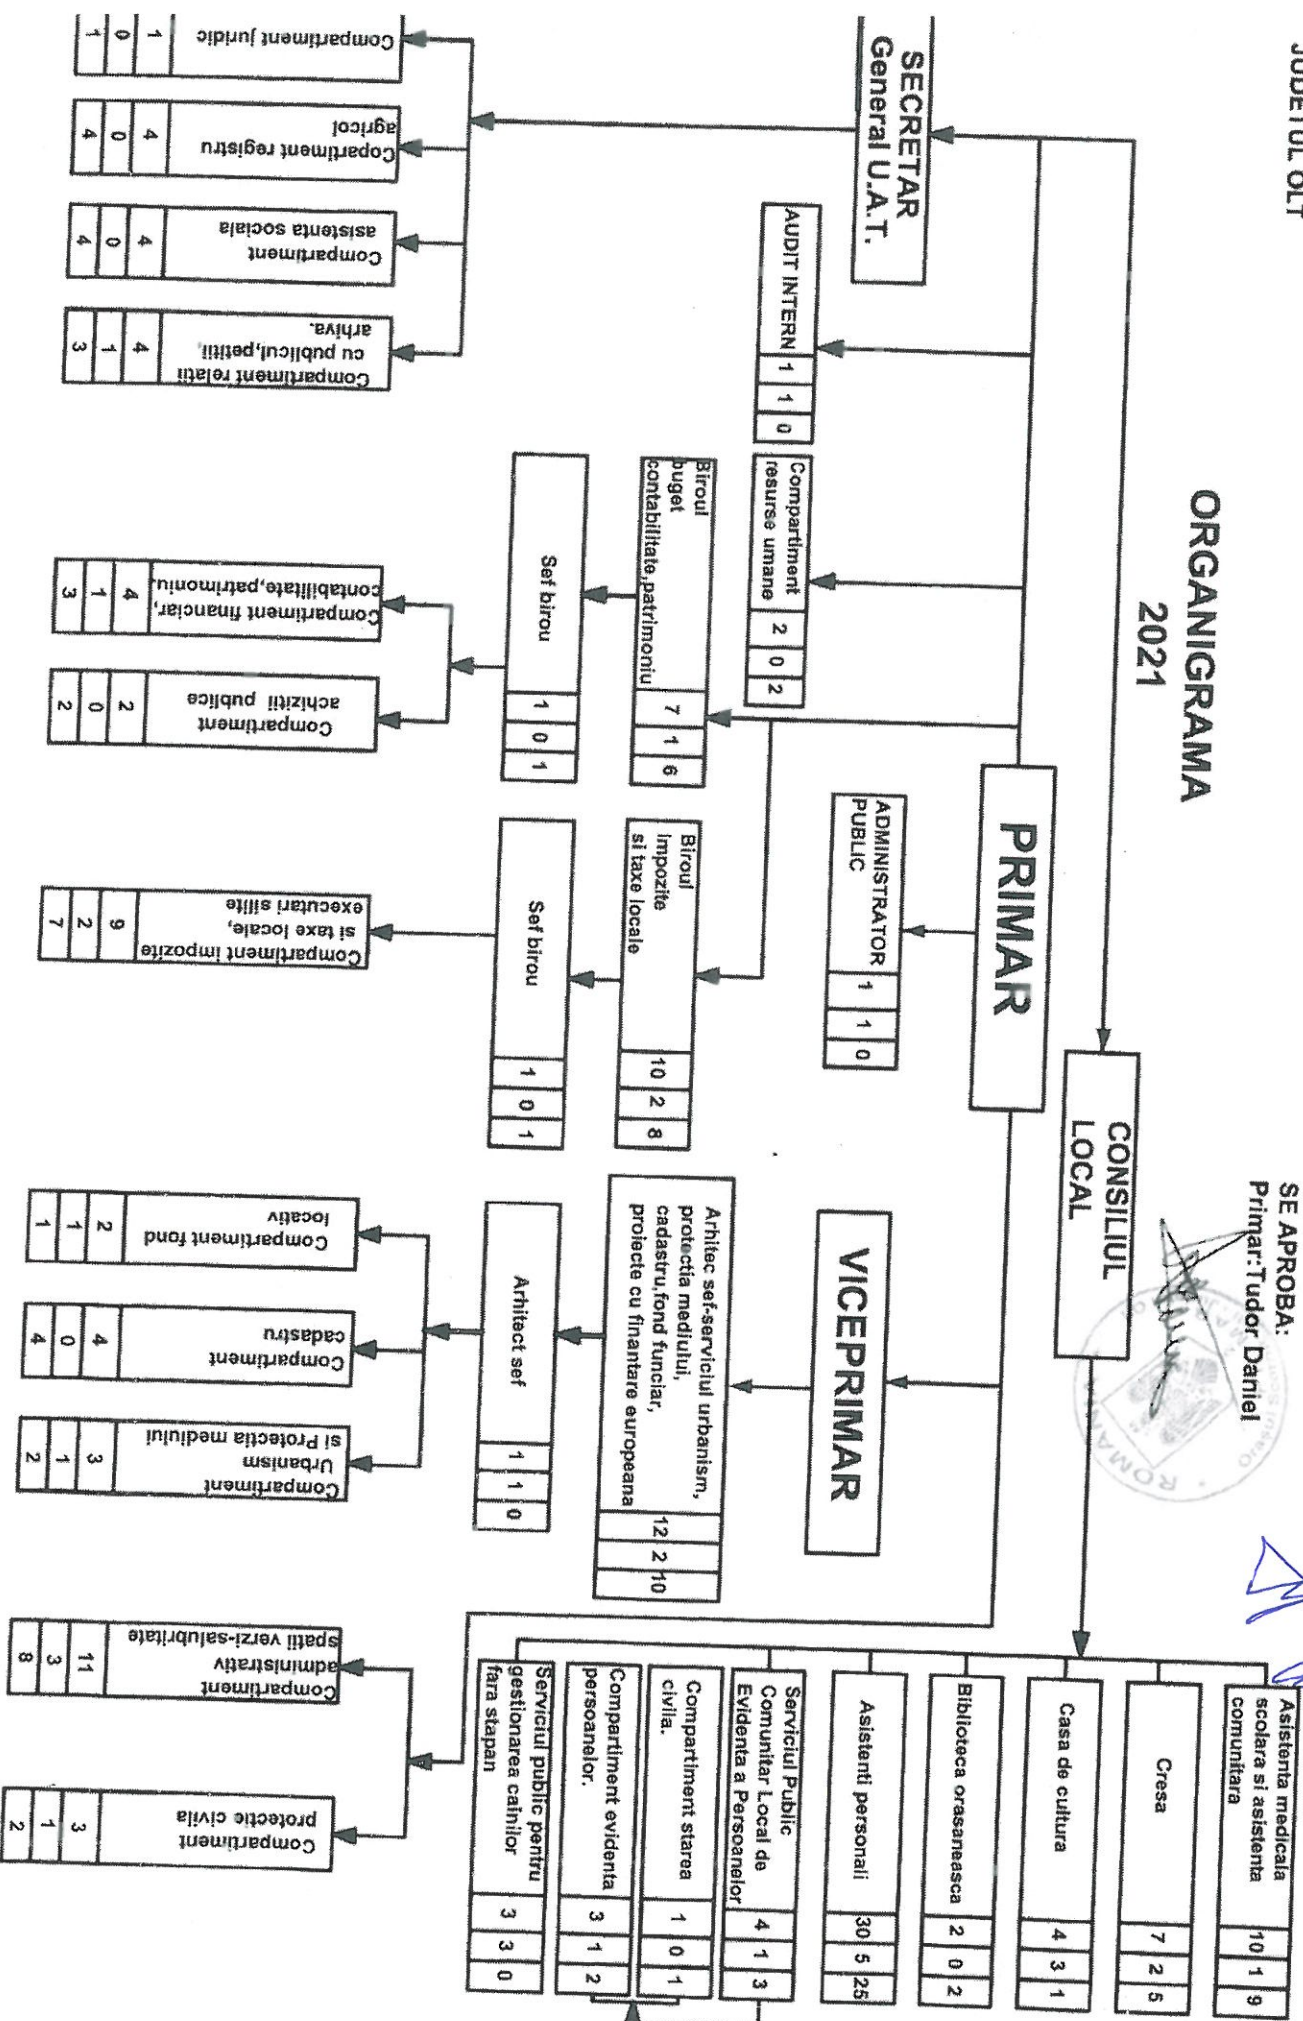 JUDETUL OLT
ORGANIGRAMA
2021
SE APROBA:
Primar:Tudor Daniel
ROMANIA
CONSILIUL
LOCAL
PRIMAR
VICEPRIMAR
SECRETAR
General U.A.T.
ADMINISTRATOR
PUBLIC
1 1 0
AUDIT INTERN 1 1 0
Compartiment
resurse umane 2 0 2
Biroul
buget
contabilitate,patrimoniu 7 1 6
Sef birou 1 0 1
Biroul
impozite
si taxe locale 10 2 8
Sef birou 1 0 1
Arhitec sef-serviciul urbanism,
protectia mediului,
cadastru,fond funciar,
proiecte cu finantare europeana 12 2 10
Arhitect sef 1 1 0
Asistenta medicala
scolara si asistenta
comunitara 10 1 9
Cresa 7 2 5
Casa de cultura 4 3 1
Biblioteca orasaneasca 2 0 2
Asistenti personali 30 5 25
Serviciul Public
Comunitar Local de
Evidenta a Persoanelor 4 1 3
Compartiment starea
civila. 1 0 1
Compartiment evidenta
persoanelor. 3 1 2
Serviciul public pentru
gestionarea cainilor
fara stapan 3 3 0
Compartiment juridic
1 0 1
Copartiment registru
agricol
4 0 4
Compartiment
asistenta sociala
4 0 4
Compartiment relatii
cu publicul,petitii,
arhiva.
4 1 3
Compartiment financiar,
contabilitate,patrimoniu,
4 1 3
Compartiment
achizitii publice
2 0 2
Compartiment impozite
si taxe locale,
executari silite
9 2 7
Compartiment fond
locativ
2 1 1
Compartiment
cadastru
4 0 4
Compartiment
Urbanism
si Protectia mediului
3 1 2
Compartiment
administrativ
spatii verzi-salubritate
11 3 8
Compartiment
protectie civila
3 1 2